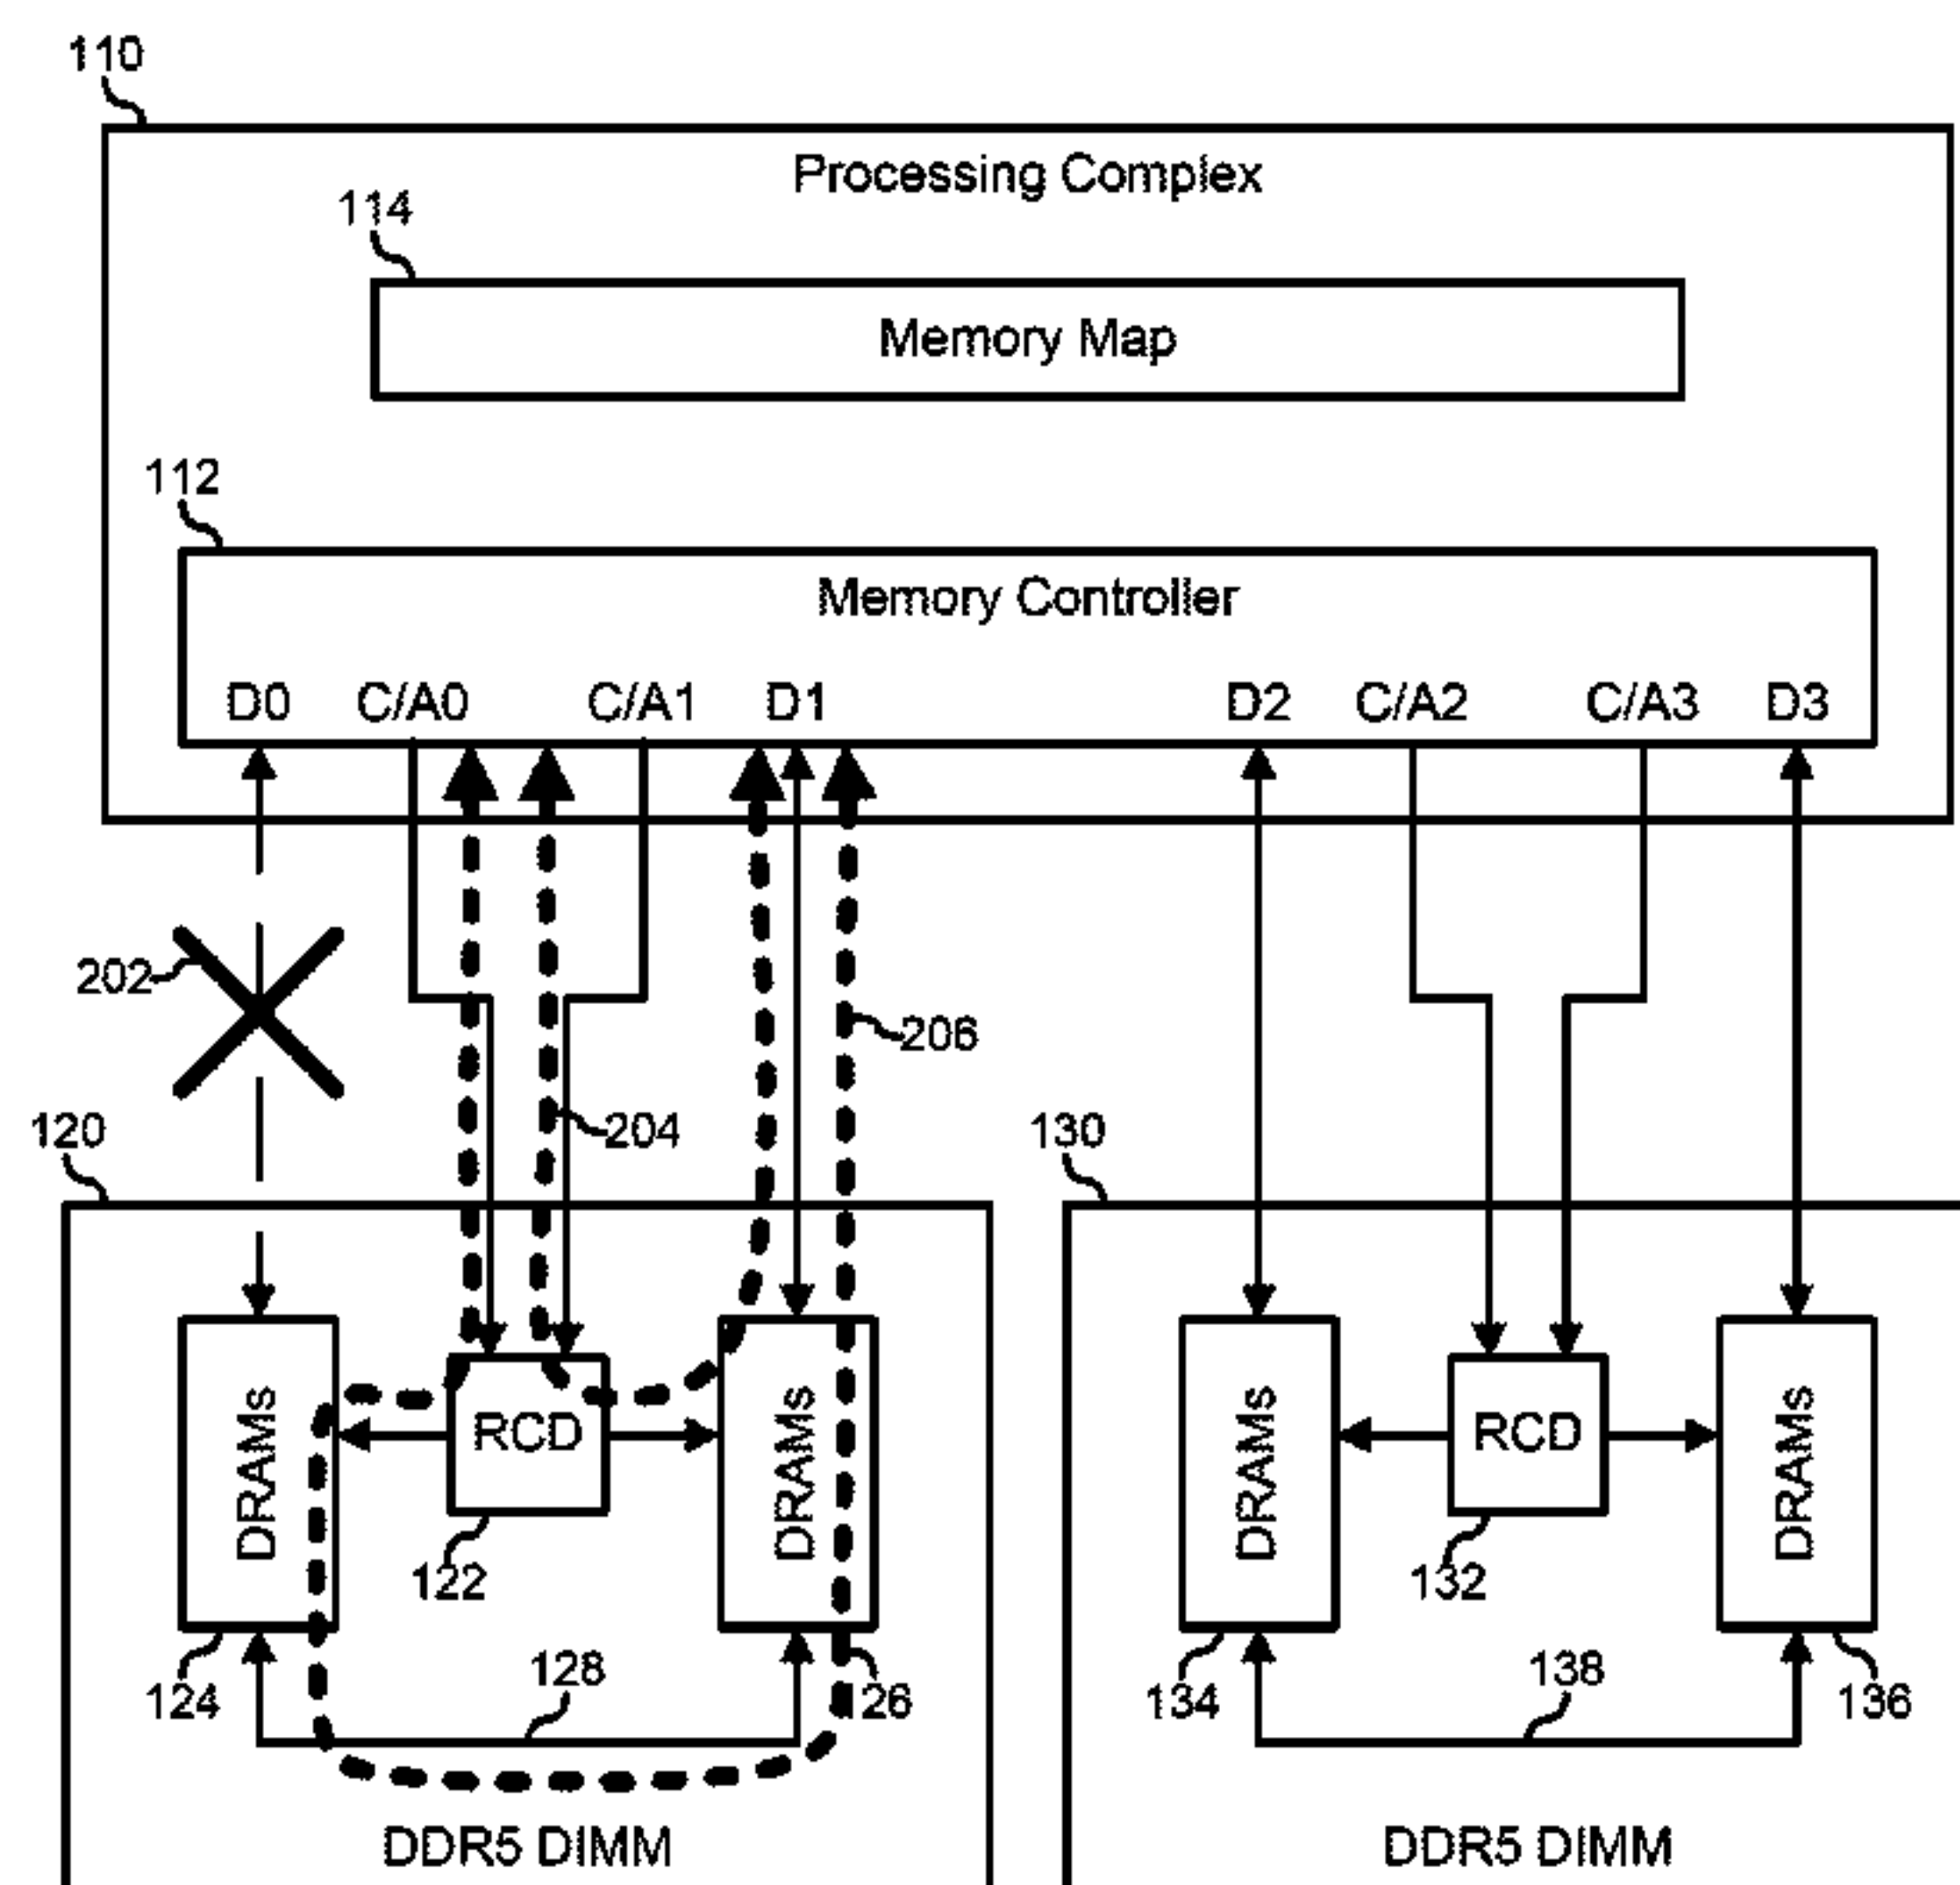 110
Processing Complex
114
Memory Map
112
Memory Controller
D0 C/A0 C/A1 D1 D2 C/A2 C/A3 D3
202
206
204
120
130
DRAMs RCD DRAMs DRAMs RCD DRAMs
122
132
124
128
26
134
138
136
DDR5 DIMM
DDR5 DIMM